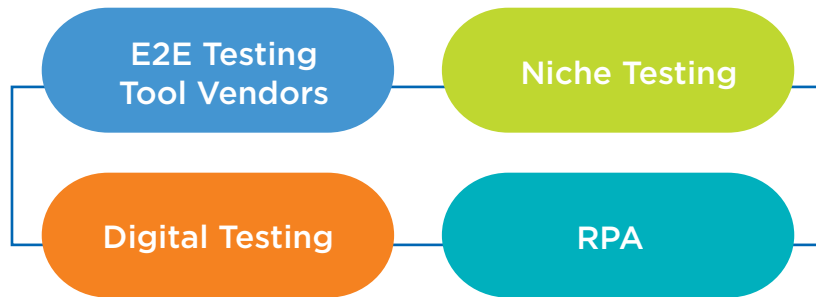 E2E Testing
Tool Vendors
Niche Testing
Digital Testing
RPA